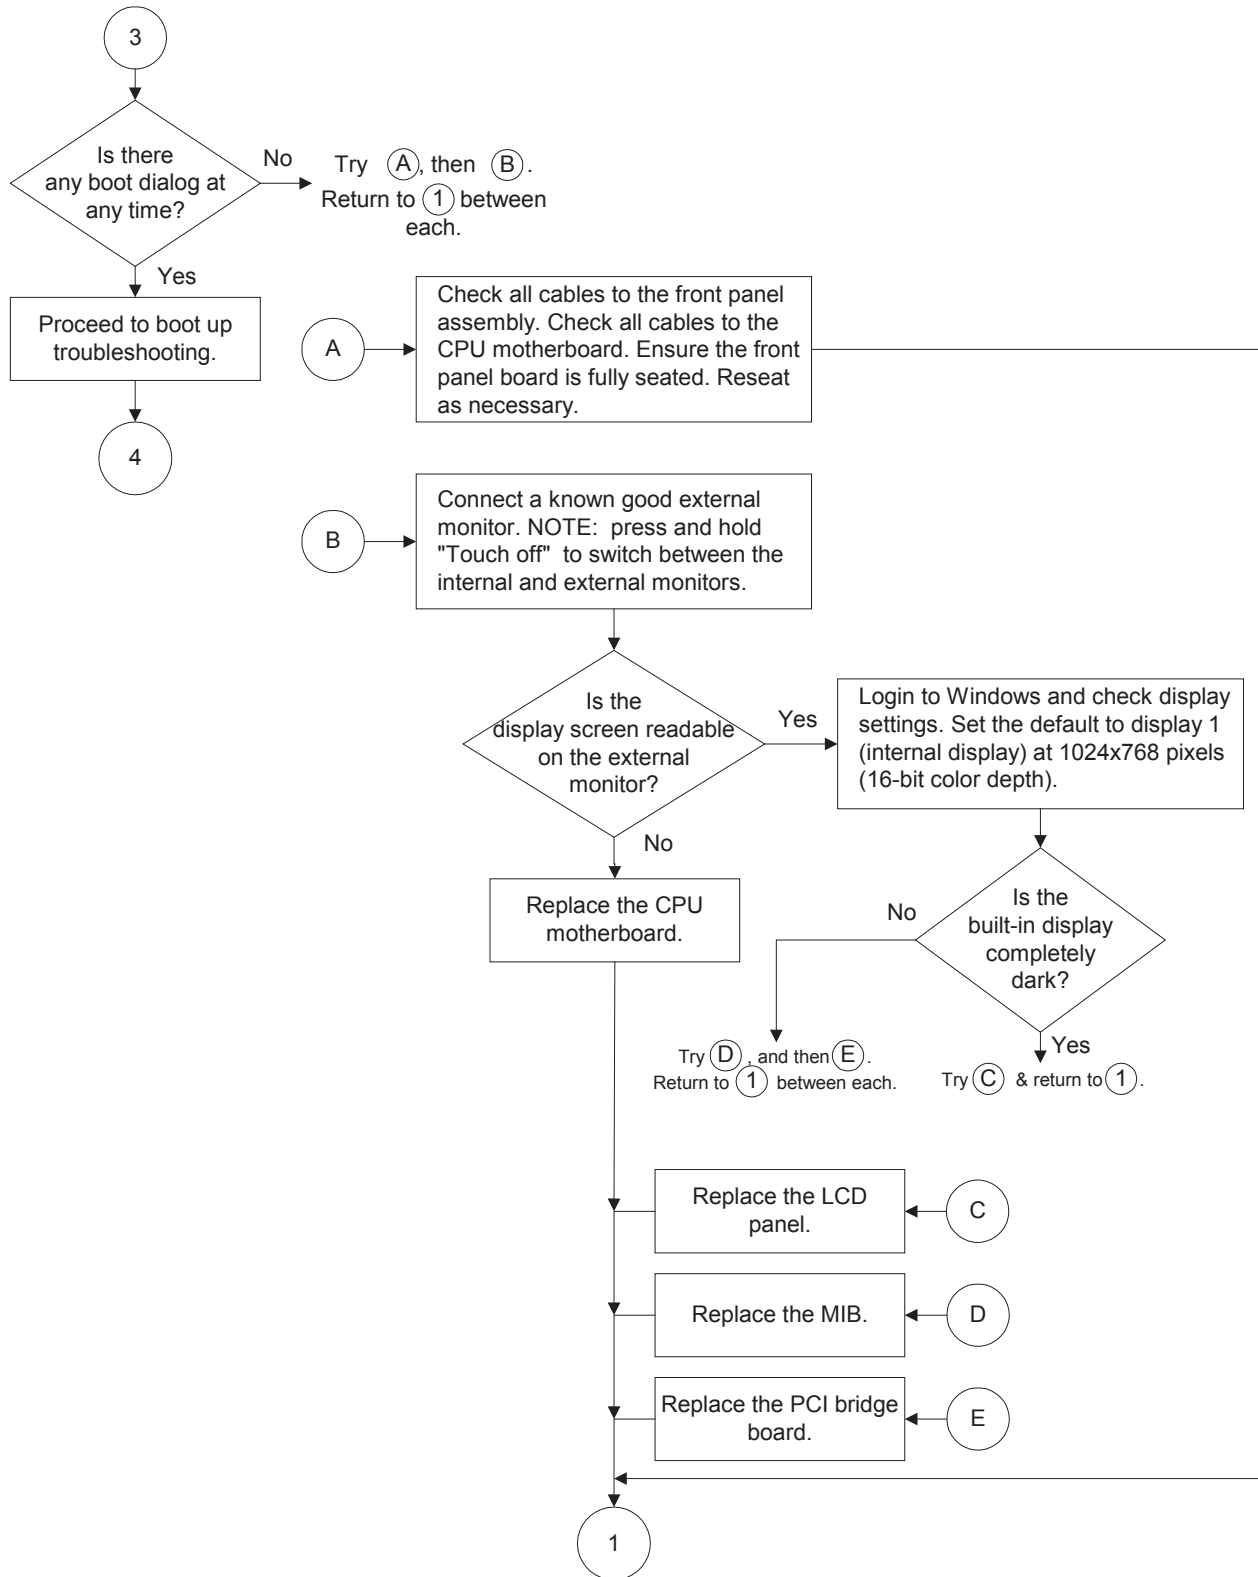 3
Is there
any boot dialog at
any time?
No
Try A, then B.
Return to 1 between
each.
Yes
Proceed to boot up
troubleshooting.
4
A
Check all cables to the front panel
assembly. Check all cables to the
CPU motherboard. Ensure the front
panel board is fully seated. Reseat
as necessary.
B
Connect a known good external
monitor. NOTE: press and hold
"Touch off" to switch between the
internal and external monitors.
Is the
display screen readable
on the external
monitor?
Yes
Login to Windows and check display
settings. Set the default to display 1
(internal display) at 1024x768 pixels
(16-bit color depth).
No
Replace the CPU
motherboard.
Is the
built-in display
completely
dark?
No
Try D, and then E.
Return to 1 between each.
Yes
Try C & return to 1.
Replace the LCD
panel.
C
Replace the MIB.
D
Replace the PCI bridge
board.
E
1